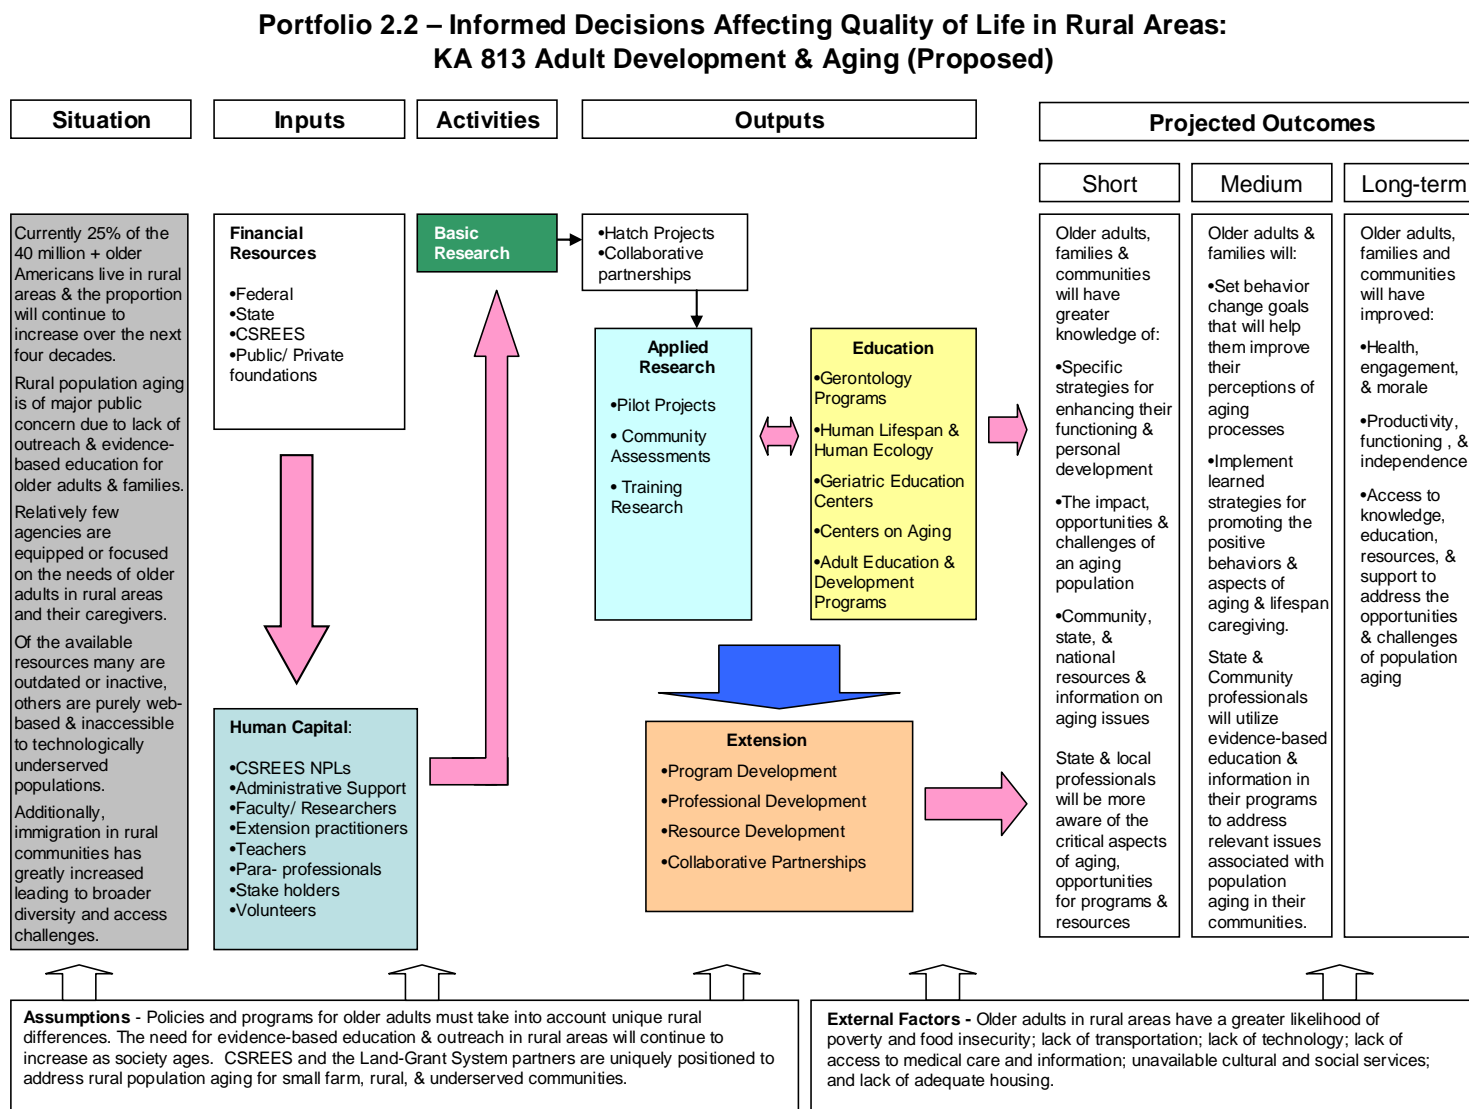 Portfolio 2.2 – Informed Decisions Affecting Quality of Life in Rural Areas:
KA 813 Adult Development & Aging (Proposed)
Situation
Inputs
Activities
Outputs
Projected Outcomes
Short
Medium
Long-term
Currently 25% of the
40 million + older
Americans live in rural
areas & the proportion
will continue to
increase over the next
four decades.
Rural population aging
is of major public
concern due to lack of
outreach & evidence-
based education for
older adults & families.
Relatively few
agencies are
equipped or focused
on the needs of older
adults in rural areas
and their caregivers.
Of the available
resources many are
outdated or inactive,
others are purely web-
based & inaccessible
to technologically
underserved
populations.
Additionally,
immigration in rural
communities has
greatly increased
leading to broader
diversity and access
challenges.
Financial
Resources
•Federal
•State
•CSREES
•Public/ Private
foundations
Human Capital:
•CSREES NPLs
•Administrative Support
•Faculty/ Researchers
•Extension practitioners
•Teachers
•Para- professionals
•Stake holders
•Volunteers
Basic
Research
•Hatch Projects
•Collaborative
partnerships
Applied
Research
•Pilot Projects
• Community
Assessments
• Training
Research
Education
•Gerontology
Programs
•Human Lifespan &
Human Ecology
•Geriatric Education
Centers
•Centers on Aging
•Adult Education &
Development
Programs
Extension
•Program Development
•Professional Development
•Resource Development
•Collaborative Partnerships
Older adults,
families &
communities
will have
greater
knowledge of:
•Specific
strategies for
enhancing their
functioning &
personal
development
•The impact,
opportunities &
challenges of
an aging
population
•Community,
state, &
national
resources &
information on
aging issues
State & local
professionals
will be more
aware of the
critical aspects
of aging,
opportunities
for programs &
resources
Older adults &
families will:
•Set behavior
change goals
that will help
them improve
their
perceptions of
aging
processes
•Implement
learned
strategies for
promoting the
positive
behaviors &
aspects of
aging & lifespan
caregiving.
State &
Community
professionals
will utilize
evidence-based
education &
information in
their programs
to address
relevant issues
associated with
population
aging in their
communities.
Older adults,
families and
communities
will have
improved:
•Health,
engagement,
& morale
•Productivity,
functioning , &
independence
•Access to
knowledge,
education,
resources, &
support to
address the
opportunities
& challenges
of population
aging
Assumptions - Policies and programs for older adults must take into account unique rural
differences. The need for evidence-based education & outreach in rural areas will continue to
increase as society ages. CSREES and the Land-Grant System partners are uniquely positioned to
address rural population aging for small farm, rural, & underserved communities.
External Factors - Older adults in rural areas have a greater likelihood of
poverty and food insecurity; lack of transportation; lack of technology; lack of
access to medical care and information; unavailable cultural and social services;
and lack of adequate housing.